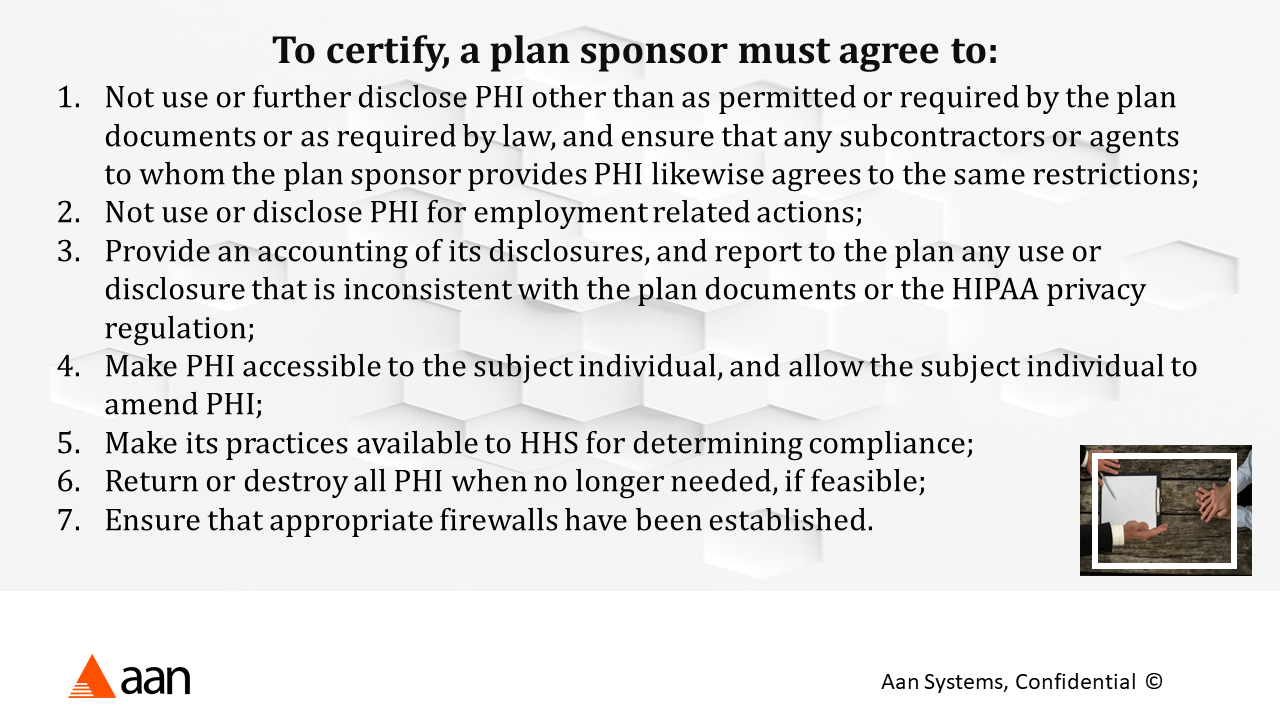 To certify, a plan sponsor must agree to:
1. Not use or further disclose PHI other than as permitted or required by the plan
documents or as required by law, and ensure that any subcontractors or agents
to whom the plan sponsor provides PHI likewise agrees to the same restrictions;
2. Not use or disclose PHI for employment related actions;
3. Provide an accounting of its disclosures, and report to the plan any use or
disclosure that is inconsistent with the plan documents or the HIPAA privacy
regulation;
4. Make PHI accessible to the subject individual, and allow the subject individual to
amend PHI;
5. Make its practices available to HHS for determining compliance;
6. Return or destroy all PHI when no longer needed, if feasible;
7. Ensure that appropriate firewalls have been established.
aan
Aan Systems, Confidential ©